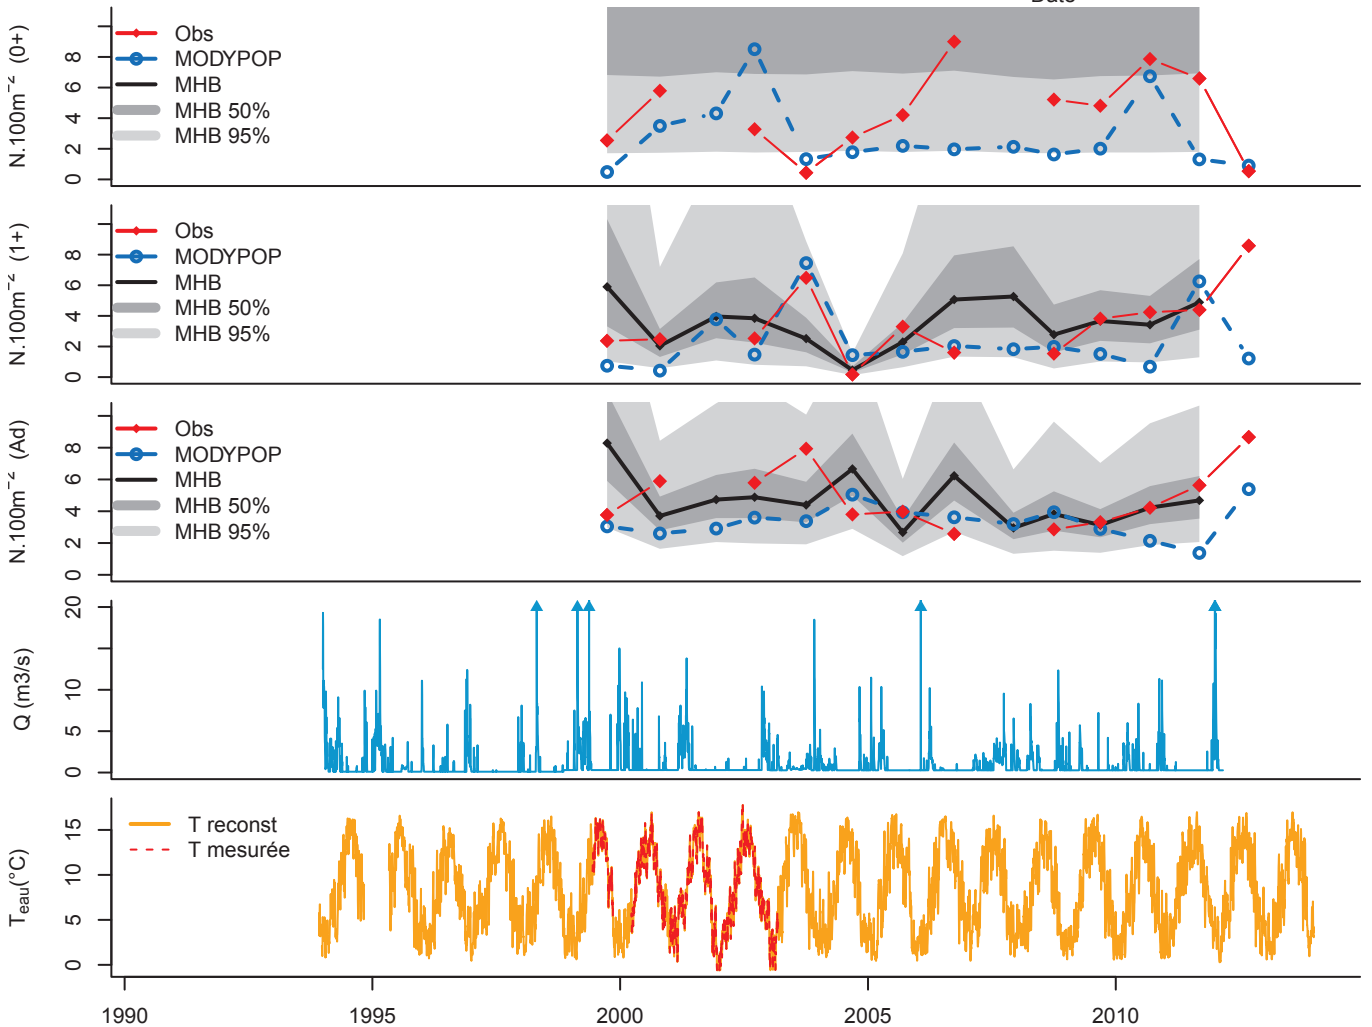 Date
N.100m⁻² (0+)
8
6
4
2
0
Obs
MODYPOP
MHB
MHB 50%
MHB 95%
N.100m⁻² (1+)
8
6
4
2
0
Obs
MODYPOP
MHB
MHB 50%
MHB 95%
N.100m⁻² (Ad)
8
6
4
2
0
Obs
MODYPOP
MHB
MHB 50%
MHB 95%
Q (m3/s)
20
10
5
0
Teau(°C)
15
10
5
0
T reconst
T mesurée
1990 1995 2000 2005 2010